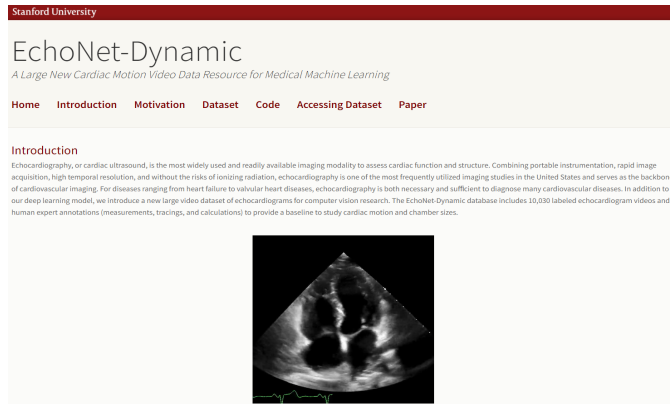 Stanford University
EchoNet-Dynamic
A Large New Cardiac Motion Video Data Resource for Medical Machine Learning
Home Introduction Motivation Dataset Code Accessing Dataset Paper
Introduction
Echocardiography, or cardiac ultrasound, is the most widely used and readily available imaging modality to assess cardiac function and structure. Combining portable instrumentation, rapid image
acquisition, high temporal resolution, and without the risks of ionizing radiation, echocardiography is one of the most frequently utilized imaging studies in the United States and serves as the backbon
of cardiovascular imaging. For diseases ranging from heart failure to valvular heart diseases, echocardiography is both necessary and sufficient to diagnose many cardiovascular diseases. In addition to
our deep learning model, we introduce a new large video dataset of echocardiograms for computer vision research. The EchoNet-Dynamic database includes 10,030 labeled echocardiogram videos and
human expert annotations (measurements, tracings, and calculations) to provide a baseline to study cardiac motion and chamber sizes.